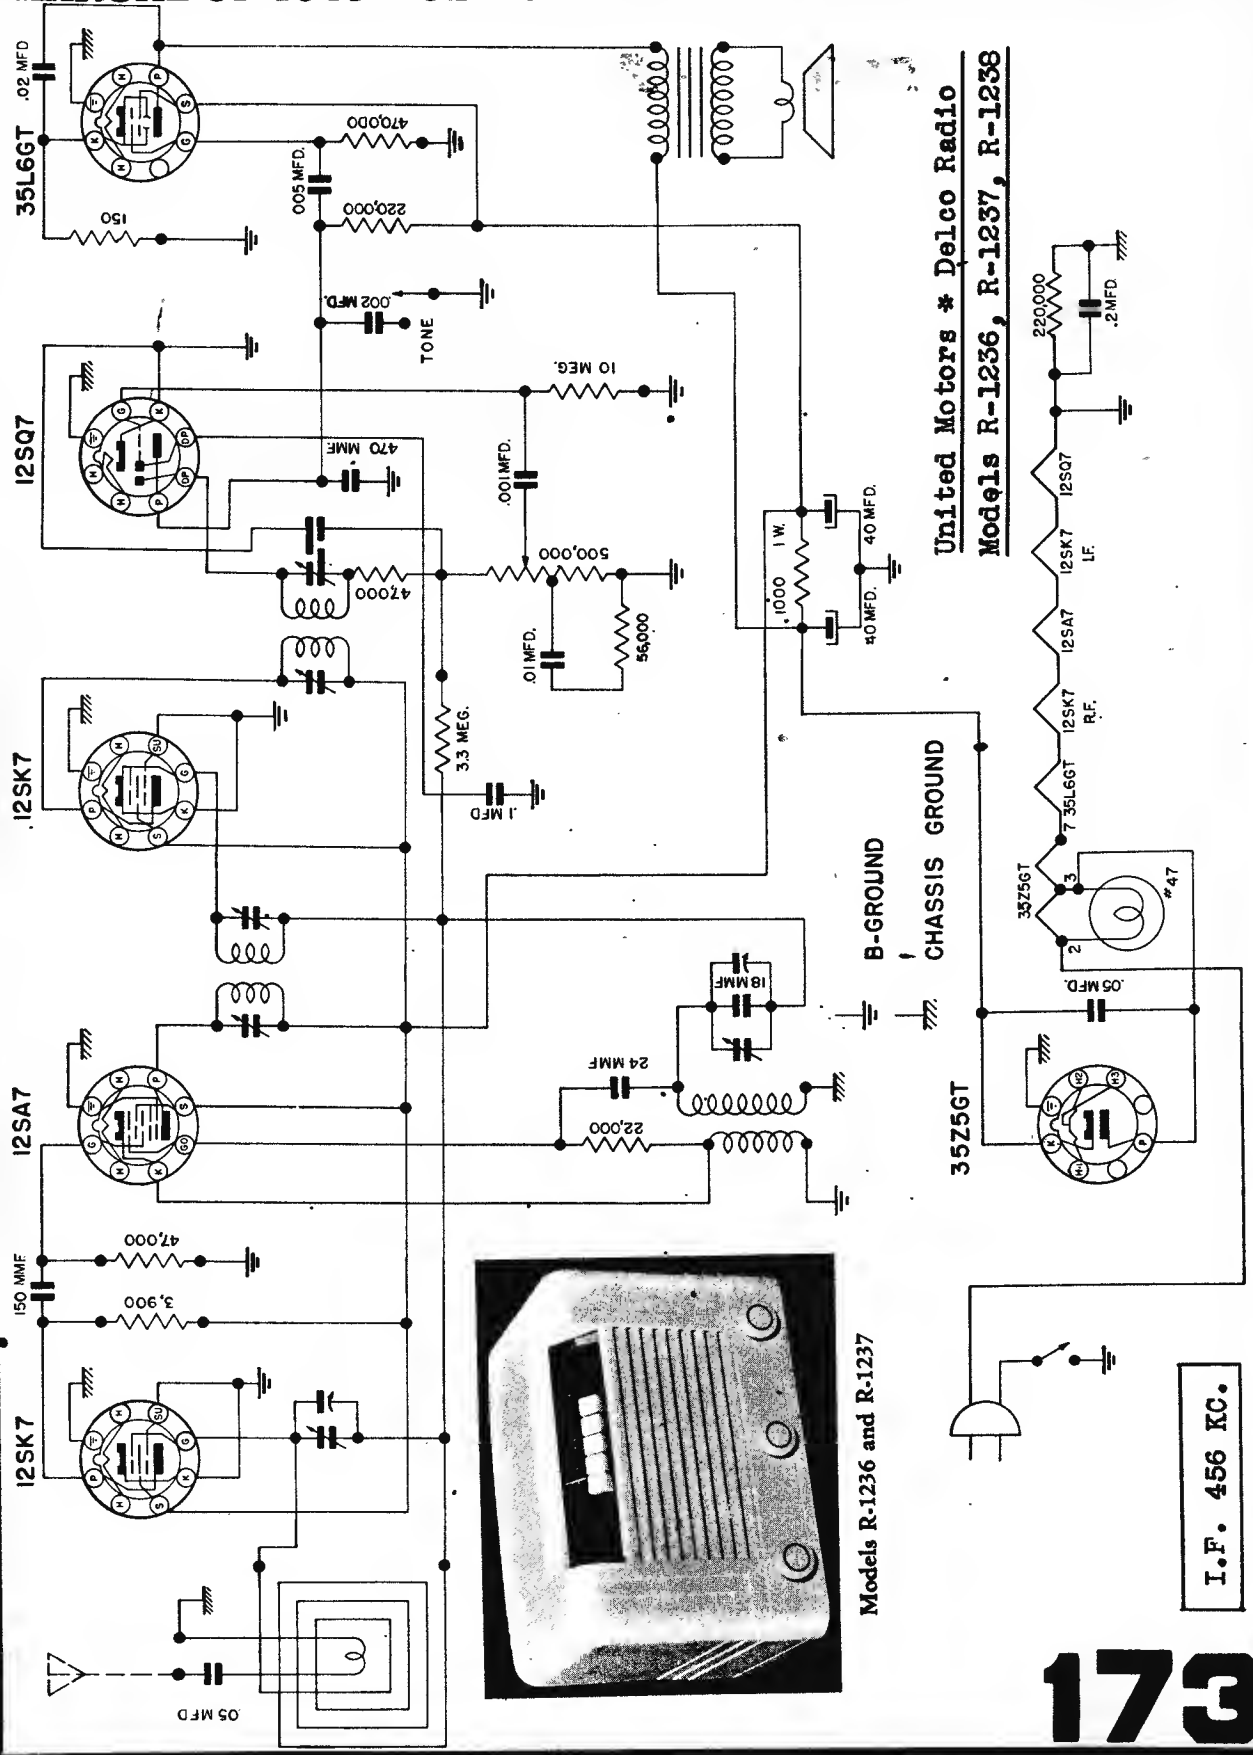 12SK7
150 MMF.
3,900
47,000
12SA7
.12SK7
12SQ7
35L6GT
.02 MFD
150
.05 MFD
.005 MFD.
470,000
220,000
.002 MFD.
TONE
470 MMF.
10 MEG.
.001 MFD.
500,000
47,000
.01 MFD.
56,000
3.3 MEG.
.1 MFD
24 MMF
22,000
18 MMF
1000 1 W.
40 MFD.
40 MFD.
B-GROUND
CHASSIS GROUND
35Z5GT
.05 MFD.
35Z5GT
2
3
7
#47
35L6GT
12SK7
R.F.
12SA7
12SK7
I.F.
12SQ7
220,000
.2 MFD.
United Motors * Delco Radio
Models R-1236, R-1237, R-1238
Models R-1236 and R-1237
I.F. 456 KC.
173